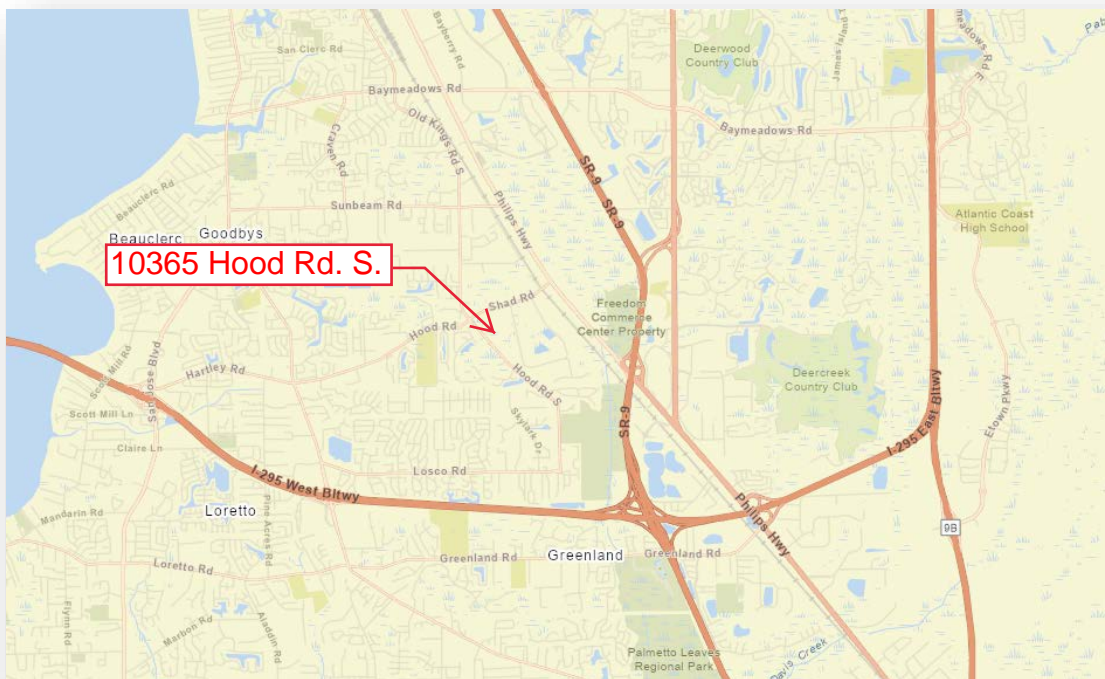 San Clerc Rd
Bayberry Rd
Deerwood
Country Club
James Island
Baymeadows Rd
Old Kings Rd S
Craven Rd
Baymeadows Rd
SR-9
SR-9
Beauclerc Rd
Sunbeam Rd
Philips Hwy
Atlantic Coast
High School
Beauclerc
Goodbys
10365 Hood Rd. S.
Shad Rd
Freedom
Commerce
Center Property
Hood Rd
Scott Mill Rd
San Jose Blvd
Hartley Rd
Hood Rd S
Deercreek
Country Club
Etown Pkwy
Scott Mill Ln
Skylark Dr
SR-9
I-295 East Bltwy
Claire Ln
Losco Rd
I-295 West Bltwy
Loretto
Pine Acres Rd
Mandarin Rd
Philips Hwy
9B
Greenland Rd
Greenland
Greenland Rd
Loretto Rd
Flynn Rd
Marbon Rd
Aladdin Rd
Palmetto Leaves
Regional Park
Davis Creek